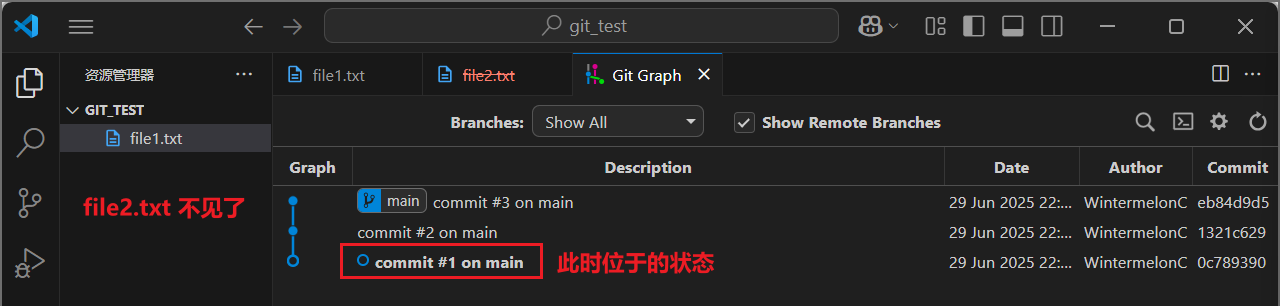 git_test
资源管理器
file1.txt
file2.txt
Git Graph
GIT_TEST
file1.txt
Branches:
Show All
Show Remote Branches
Graph
Description
Date
Author
Commit
main
commit #3 on main
29 Jun 2025 22:...
WintermelonC
eb84d9d5
commit #2 on main
29 Jun 2025 22:...
WintermelonC
1321c629
commit #1 on main
29 Jun 2025 22:...
WintermelonC
0c789390
file2.txt 不见了
此时位于的状态